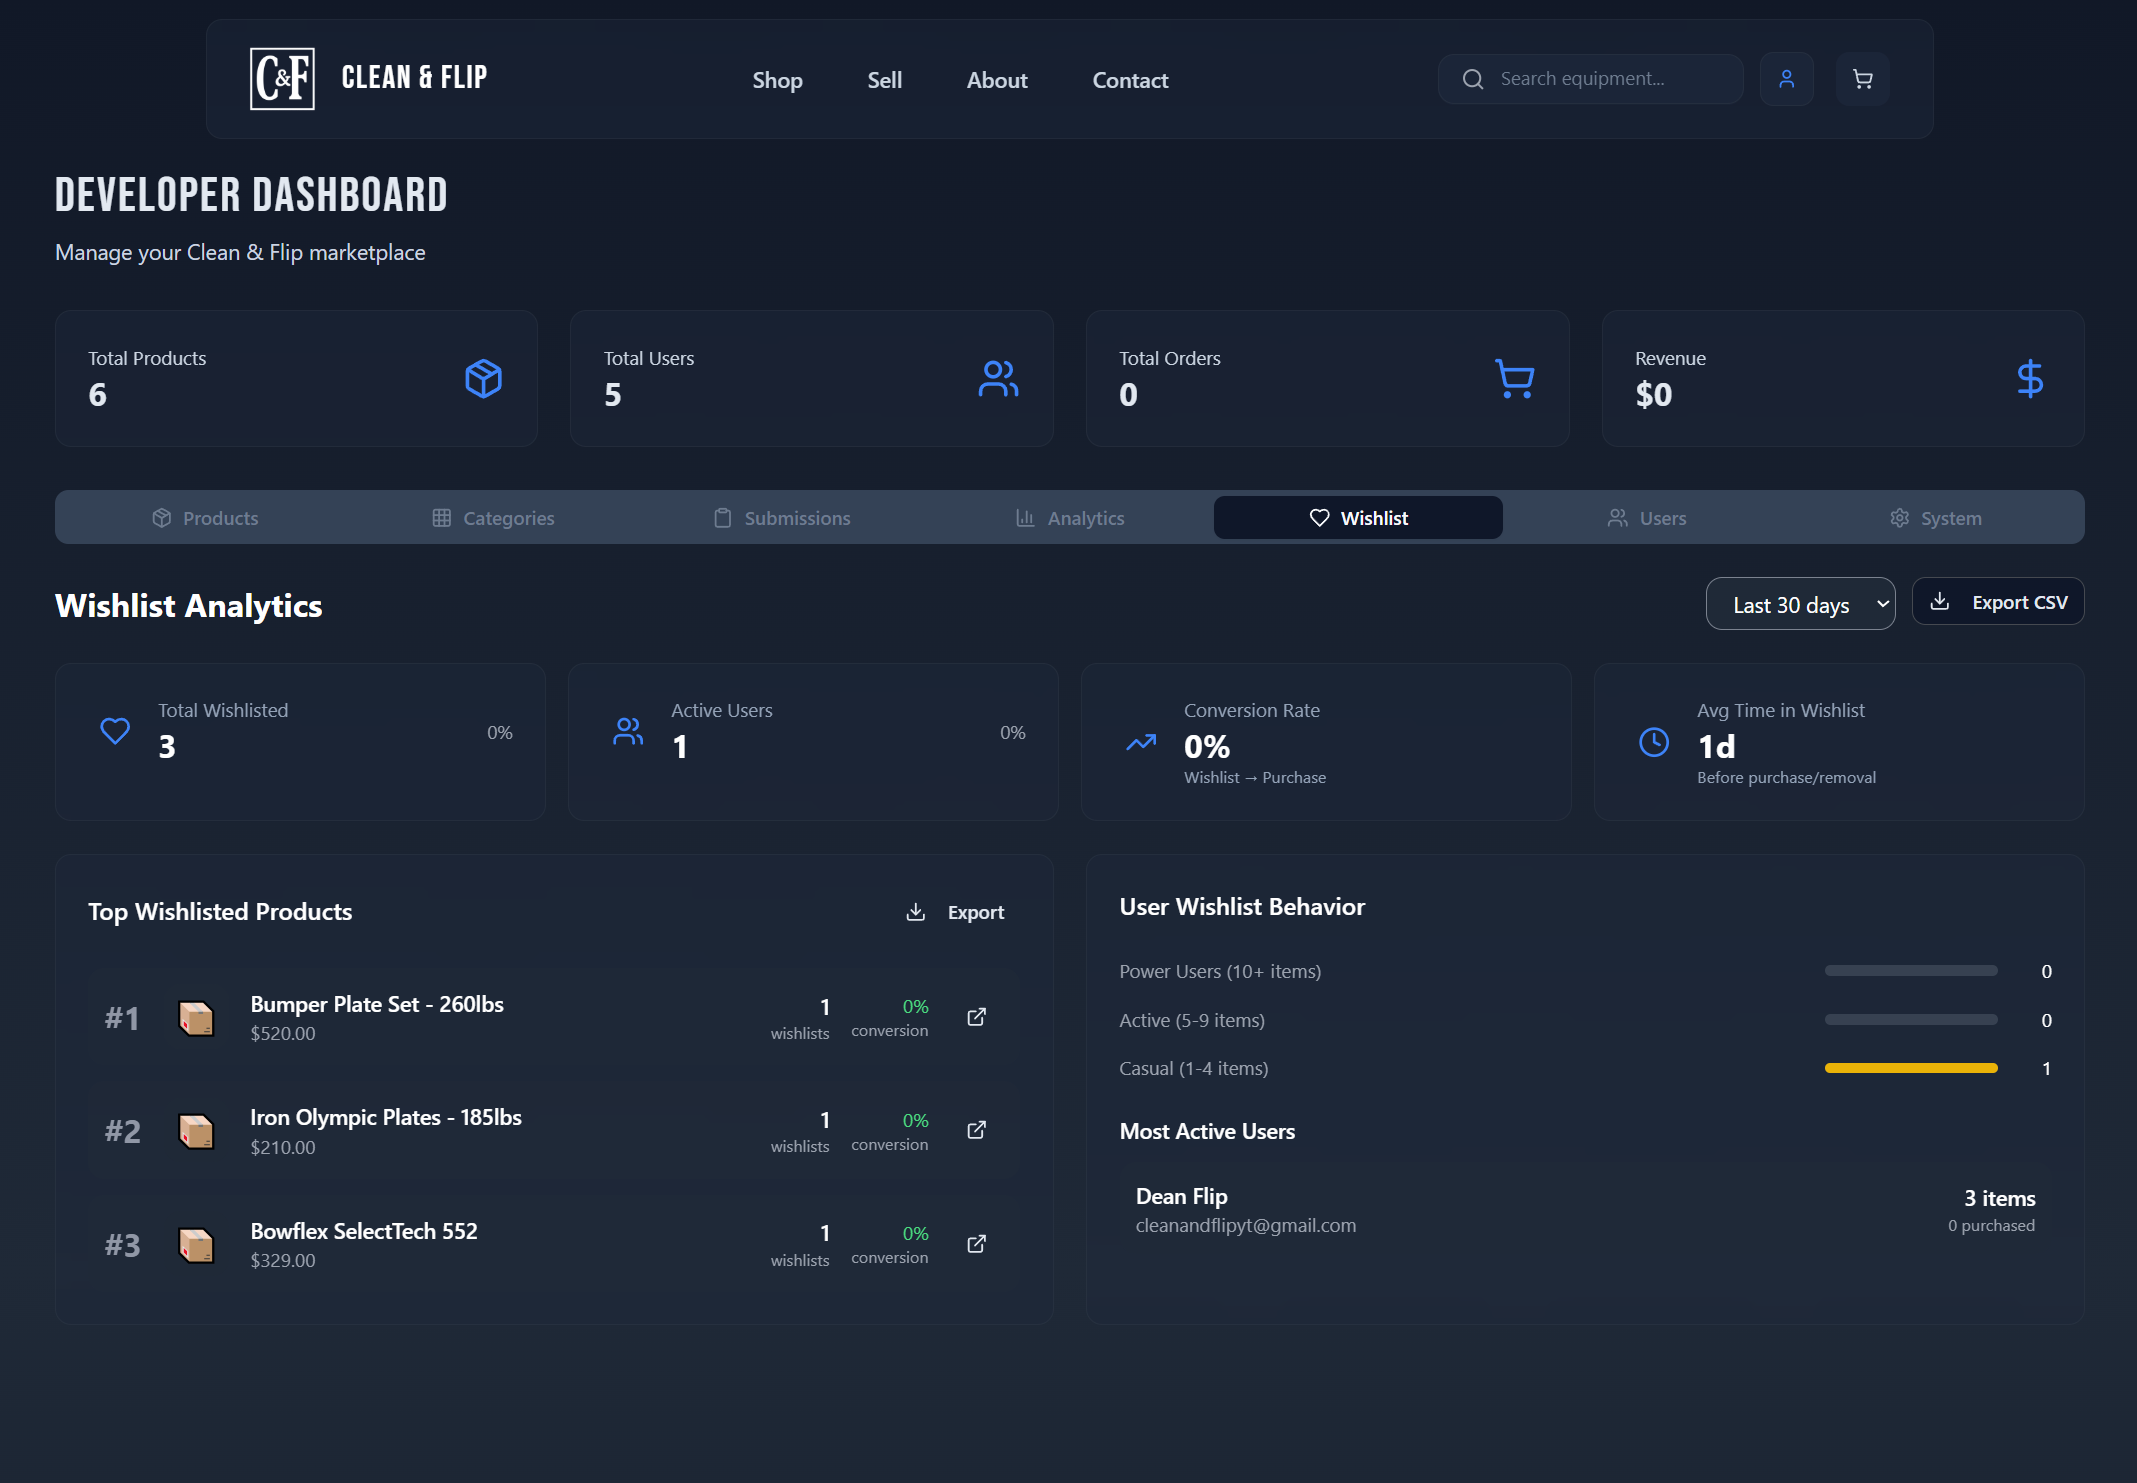 C&F
CLEAN & FLIP
Shop
Sell
About
Contact
Search equipment...
DEVELOPER DASHBOARD
Manage your Clean & Flip marketplace
Total Products
6
Total Users
5
Total Orders
0
Revenue
$0
Products
Categories
Submissions
Analytics
Wishlist
Users
System
Wishlist Analytics
Last 30 days
Export CSV
Total Wishlisted
3
0%
Active Users
1
0%
Conversion Rate
0%
Wishlist → Purchase
Avg Time in Wishlist
1d
Before purchase/removal
Top Wishlisted Products
Export
#1
Bumper Plate Set - 260lbs
$520.00
1
wishlists
0%
conversion
#2
Iron Olympic Plates - 185lbs
$210.00
1
wishlists
0%
conversion
#3
Bowflex SelectTech 552
$329.00
1
wishlists
0%
conversion
User Wishlist Behavior
Power Users (10+ items)
0
Active (5-9 items)
0
Casual (1-4 items)
1
Most Active Users
Dean Flip
cleanandflipyt@gmail.com
3 items
0 purchased